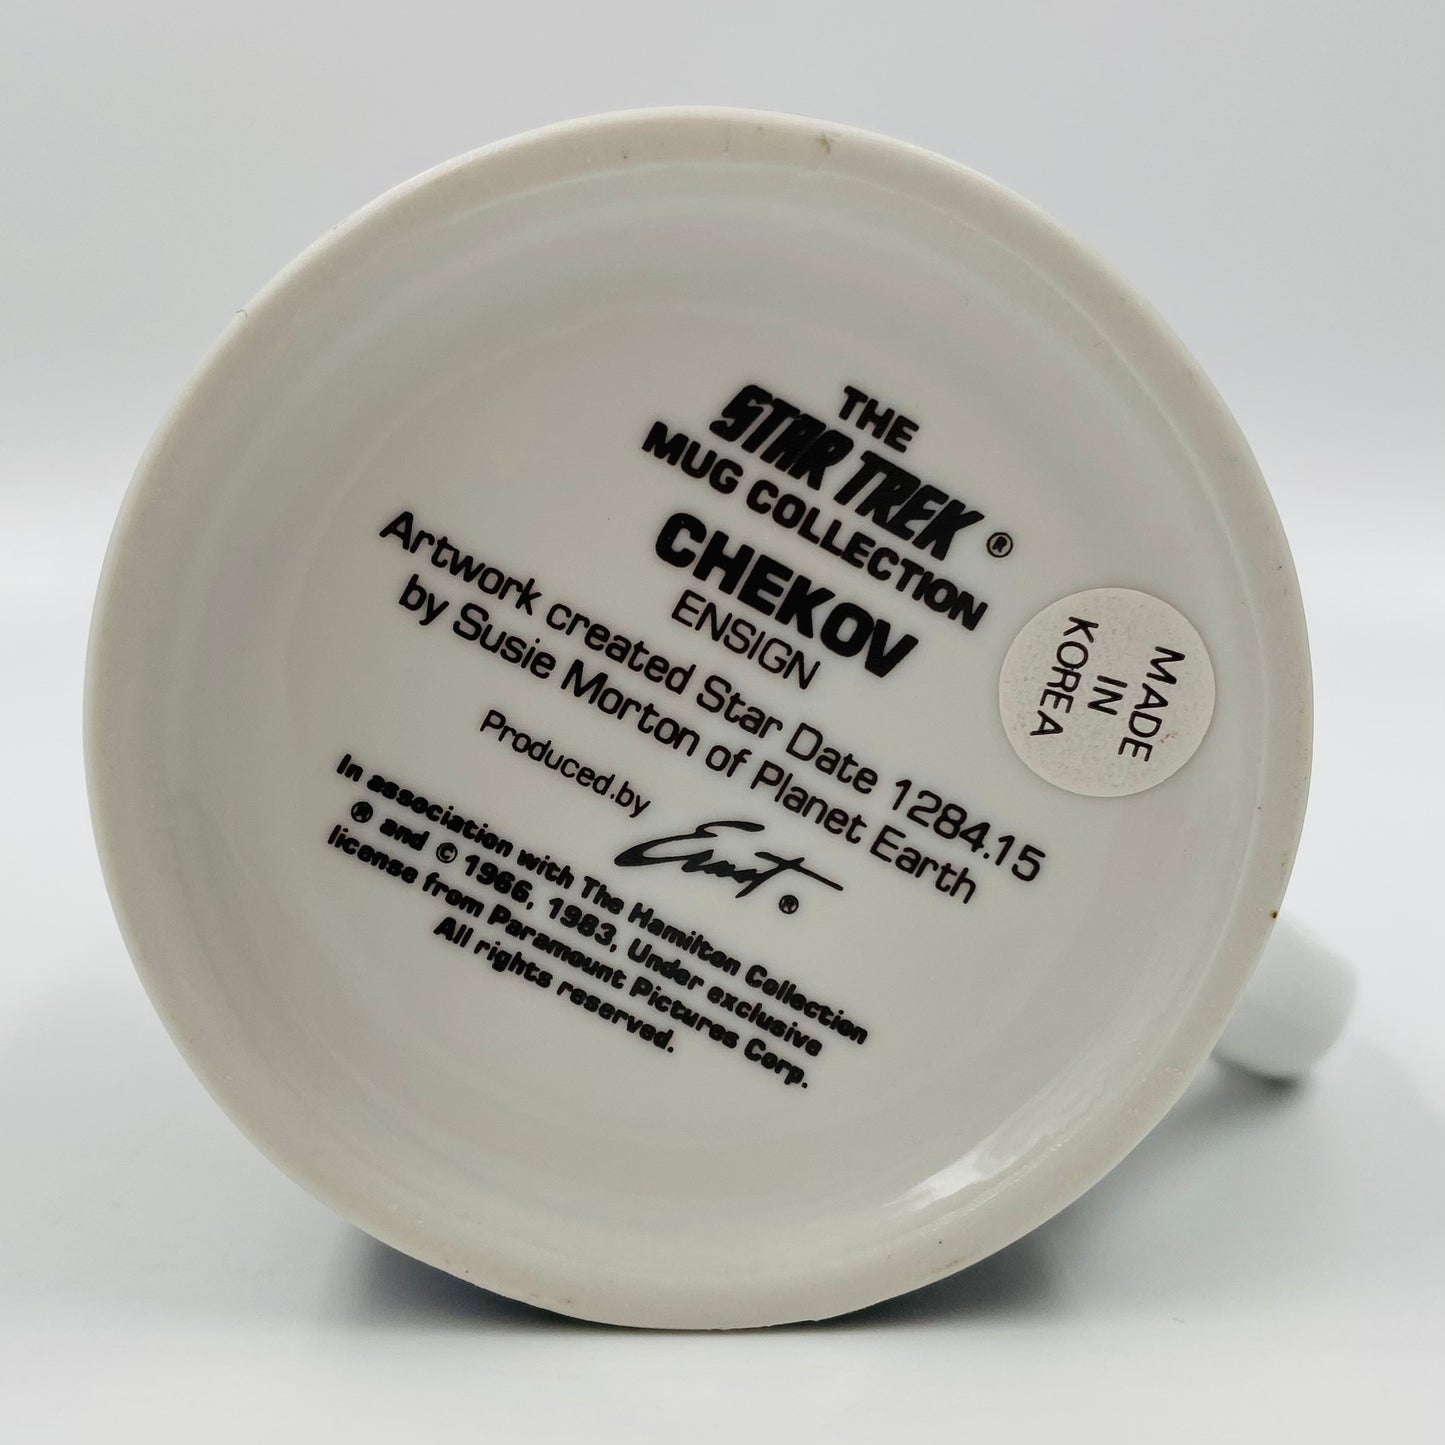 THE
STAR TREK ®
MUG COLLECTION
CHEKOV
ENSIGN
Artwork created Star Date 1284.15
by Susie Morton of Planet Earth
Produced.by Ernst ®
In association with The Hamilton Collection
® and © 1966, 1983, Under exclusive
license from Paramount Pictures Corp.
All rights reserved.
MADE
IN
KOREA